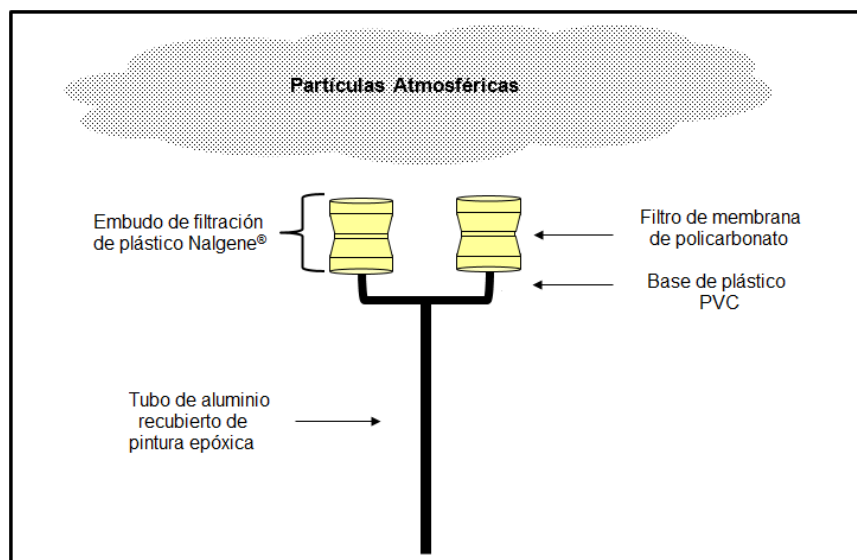 Partículas Atmosféricas
Embudo de filtración
de plástico Nalgene®
Filtro de membrana
de policarbonato
Base de plástico
PVC
Tubo de aluminio
recubierto de
pintura epóxica